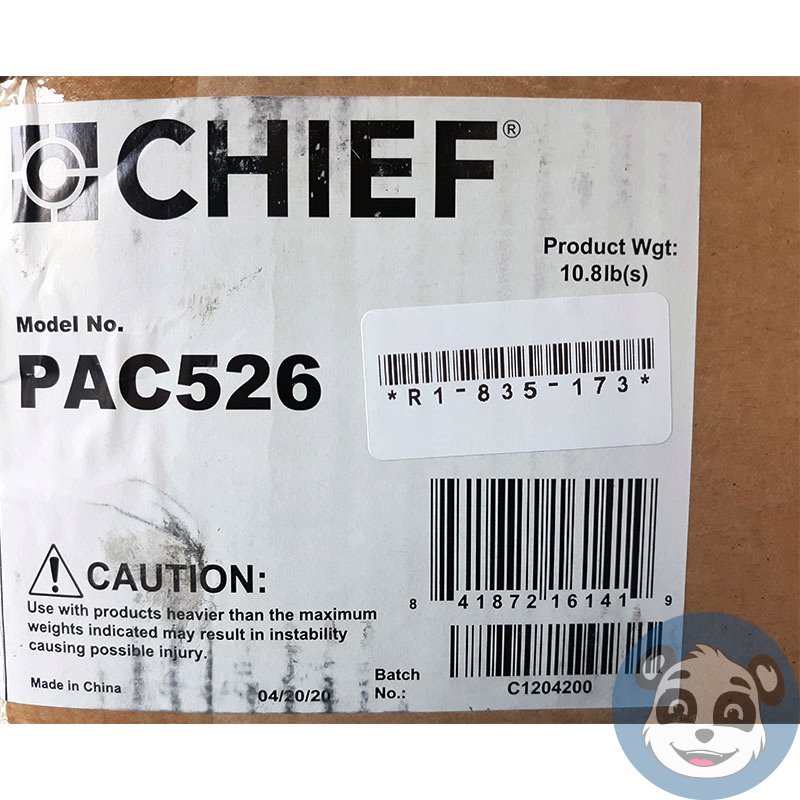 CHIEF®
Product Wgt:
10.8lb(s)
Model No.
PAC526
*R1-835-173*
8 41872 16141 9
CAUTION:
Use with products heavier than the maximum
weights indicated may result in instability
causing possible injury.
Made in China
04/20/20
Batch
No.:
C1204200